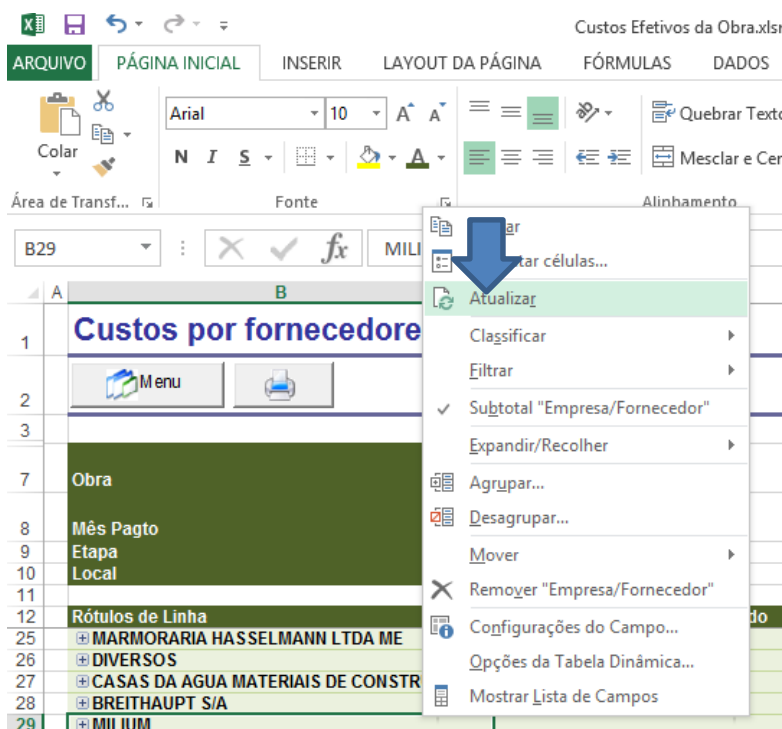 Custos Efetivos da Obra.xlsr
ARQUIVO PÁGINA INICIAL INSERIR LAYOUT DA PÁGINA FÓRMULAS DADOS
Arial 10 A A
Quebrar Texto
Colar
N I S A
Mesclar e Cen
Área de Transf... Fonte Alinhamento
B29 fx MILI
Atualizar
Classificar
Filtrar
Subtotal "Empresa/Fornecedor"
Expandir/Recolher
Agrupar...
Desagrupar...
Mover
Remover "Empresa/Fornecedor"
Configurações do Campo...
Opções da Tabela Dinâmica...
Mostrar Lista de Campos
A B
1 Custos por fornecedore
2 Menu
3
7 Obra
8 Mês Pagto
9 Etapa
10 Local
11
12 Rótulos de Linha
25 MARMORARIA HASSELMANN LTDA ME
26 DIVERSOS
27 CASAS DA AGUA MATERIAIS DE CONSTR
28 BREITHAUPT S/A
29 MILIUM